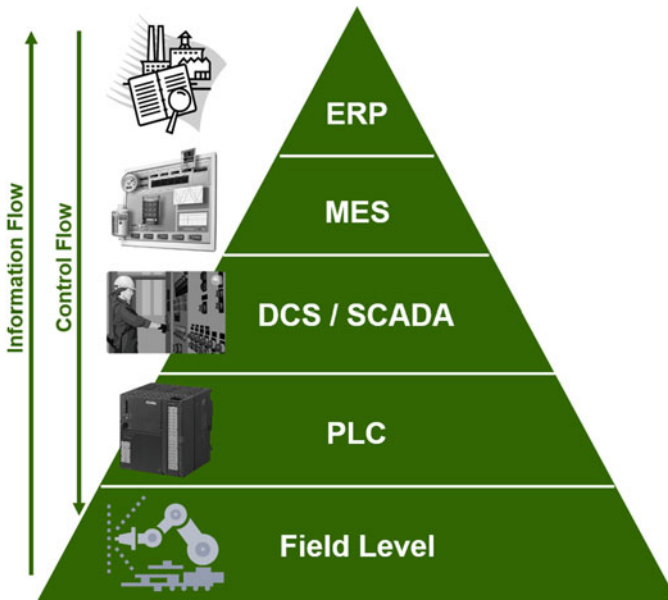 Information Flow
Control Flow
ERP
MES
DCS / SCADA
PLC
Field Level